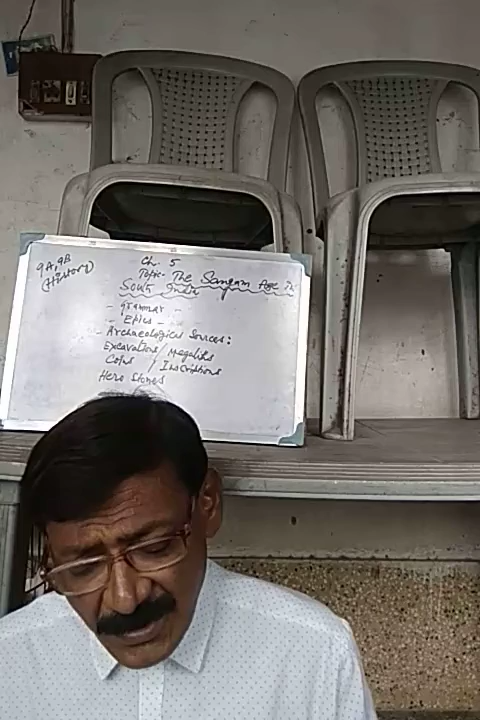 9A, 9B
(History)
Ch. 5
Topic- The Sangam Age in
South India
- grammar -
- Epics -
- Archaeological Sources:
Excavations / Megaliths
Coins / Inscriptions
Hero Stones